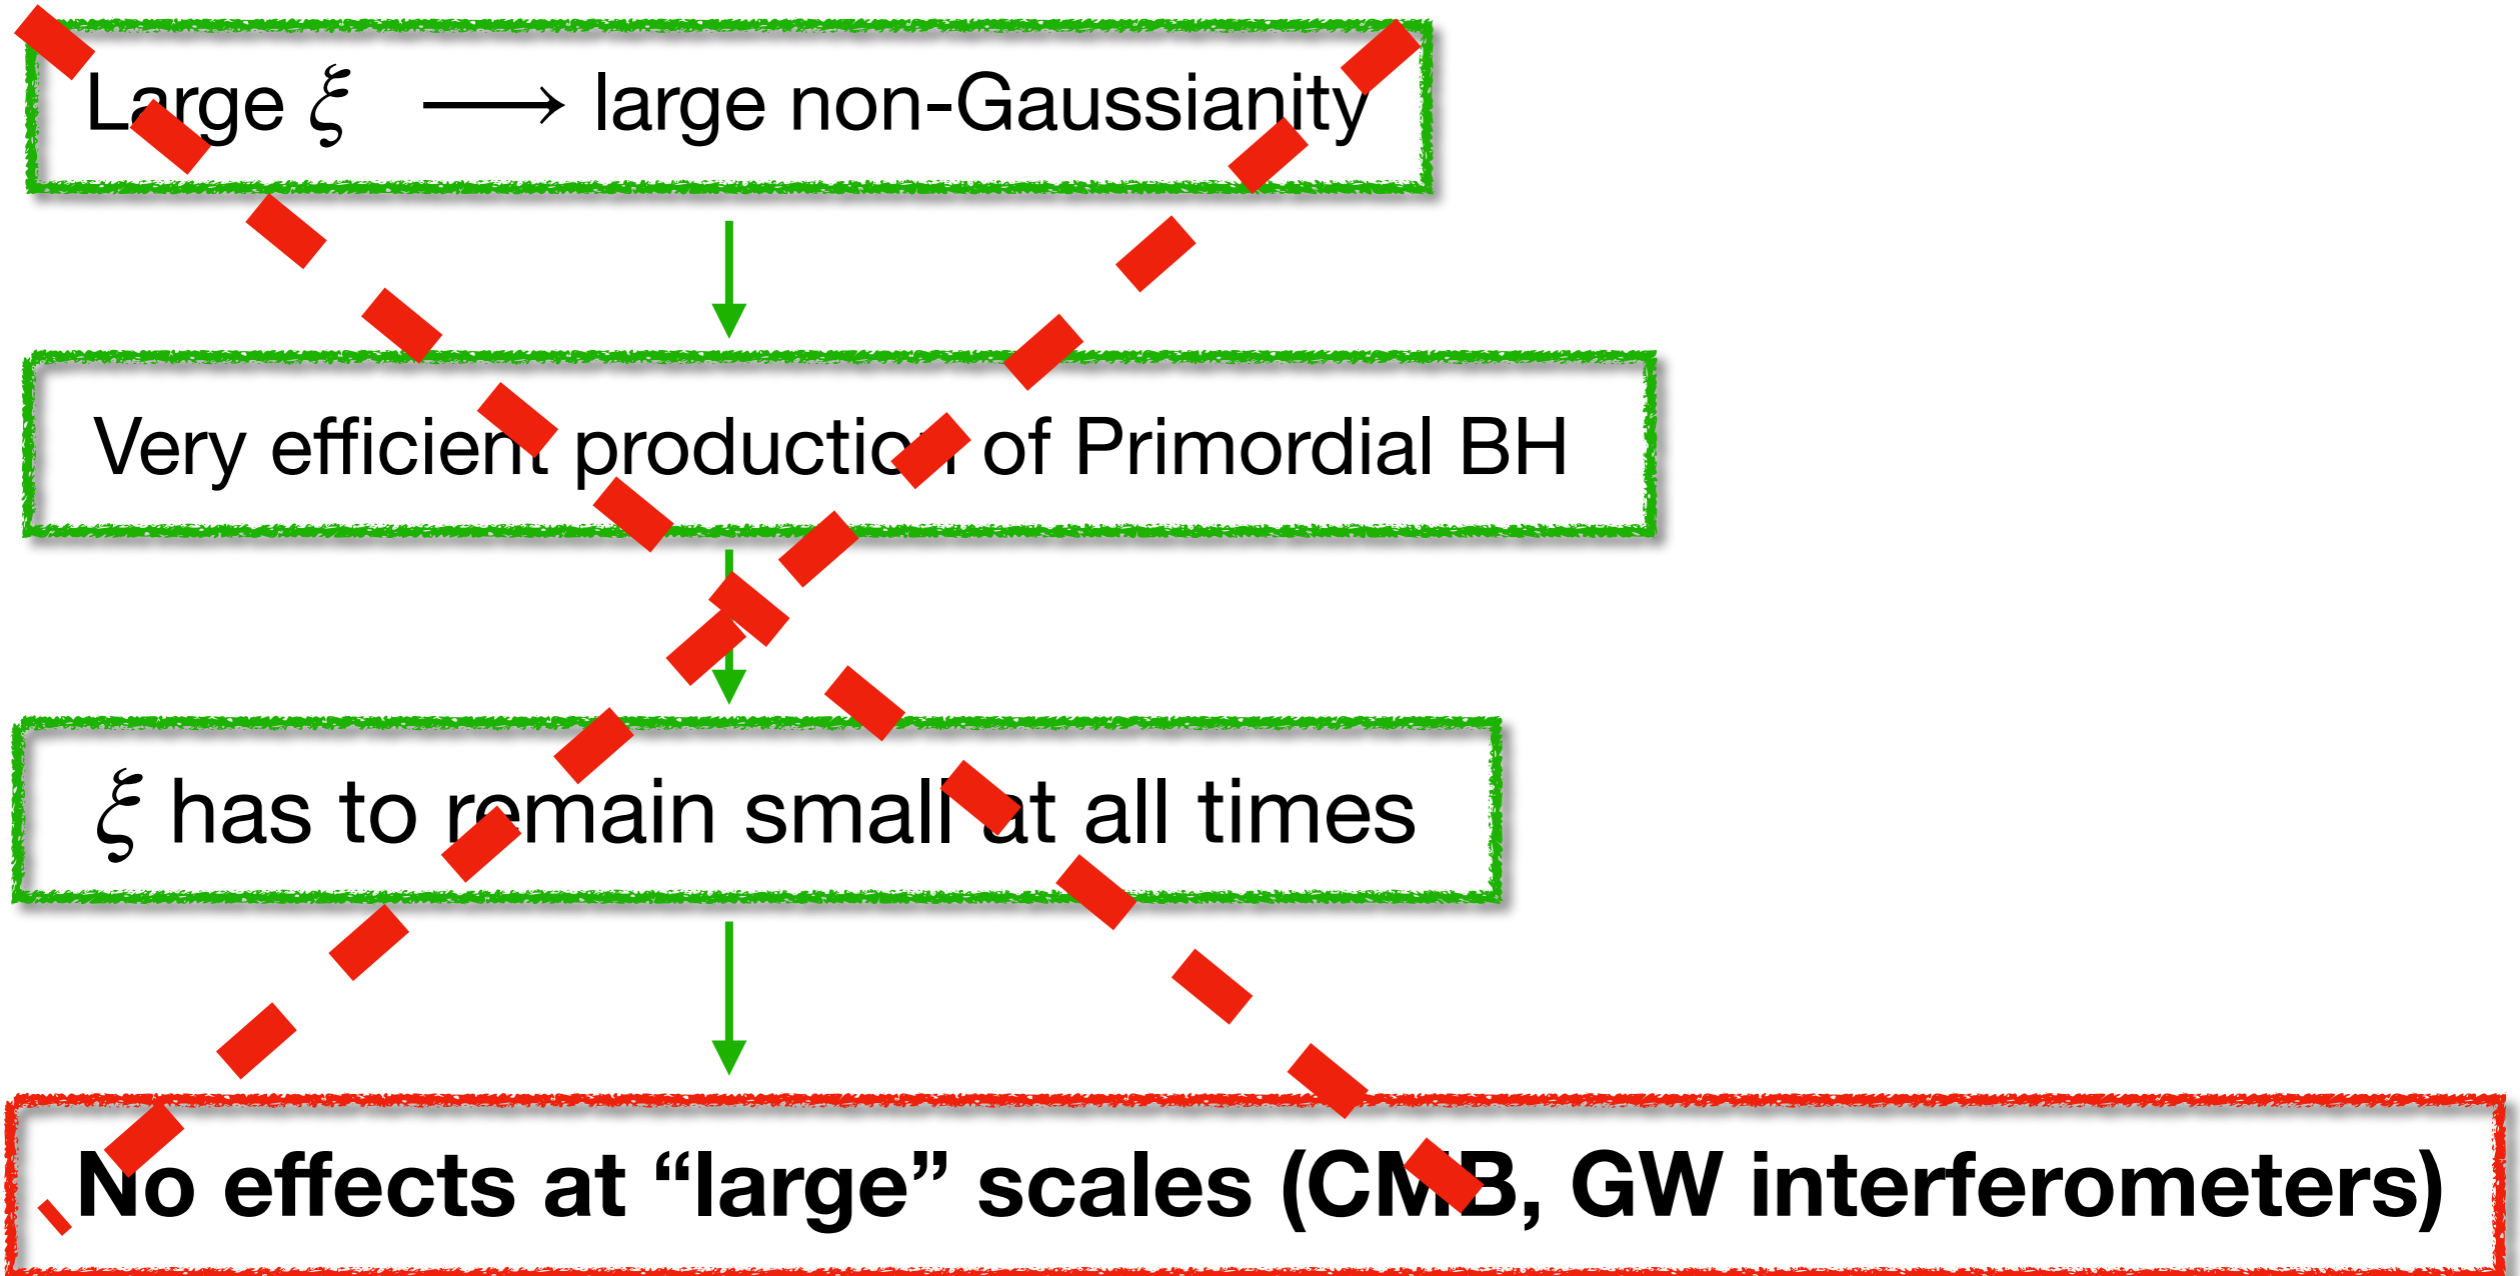 Large ξ ⟶ large non-Gaussianity
Very efficient production of Primordial BH
ξ has to remain small at all times
No effects at “large” scales (CMB, GW interferometers)